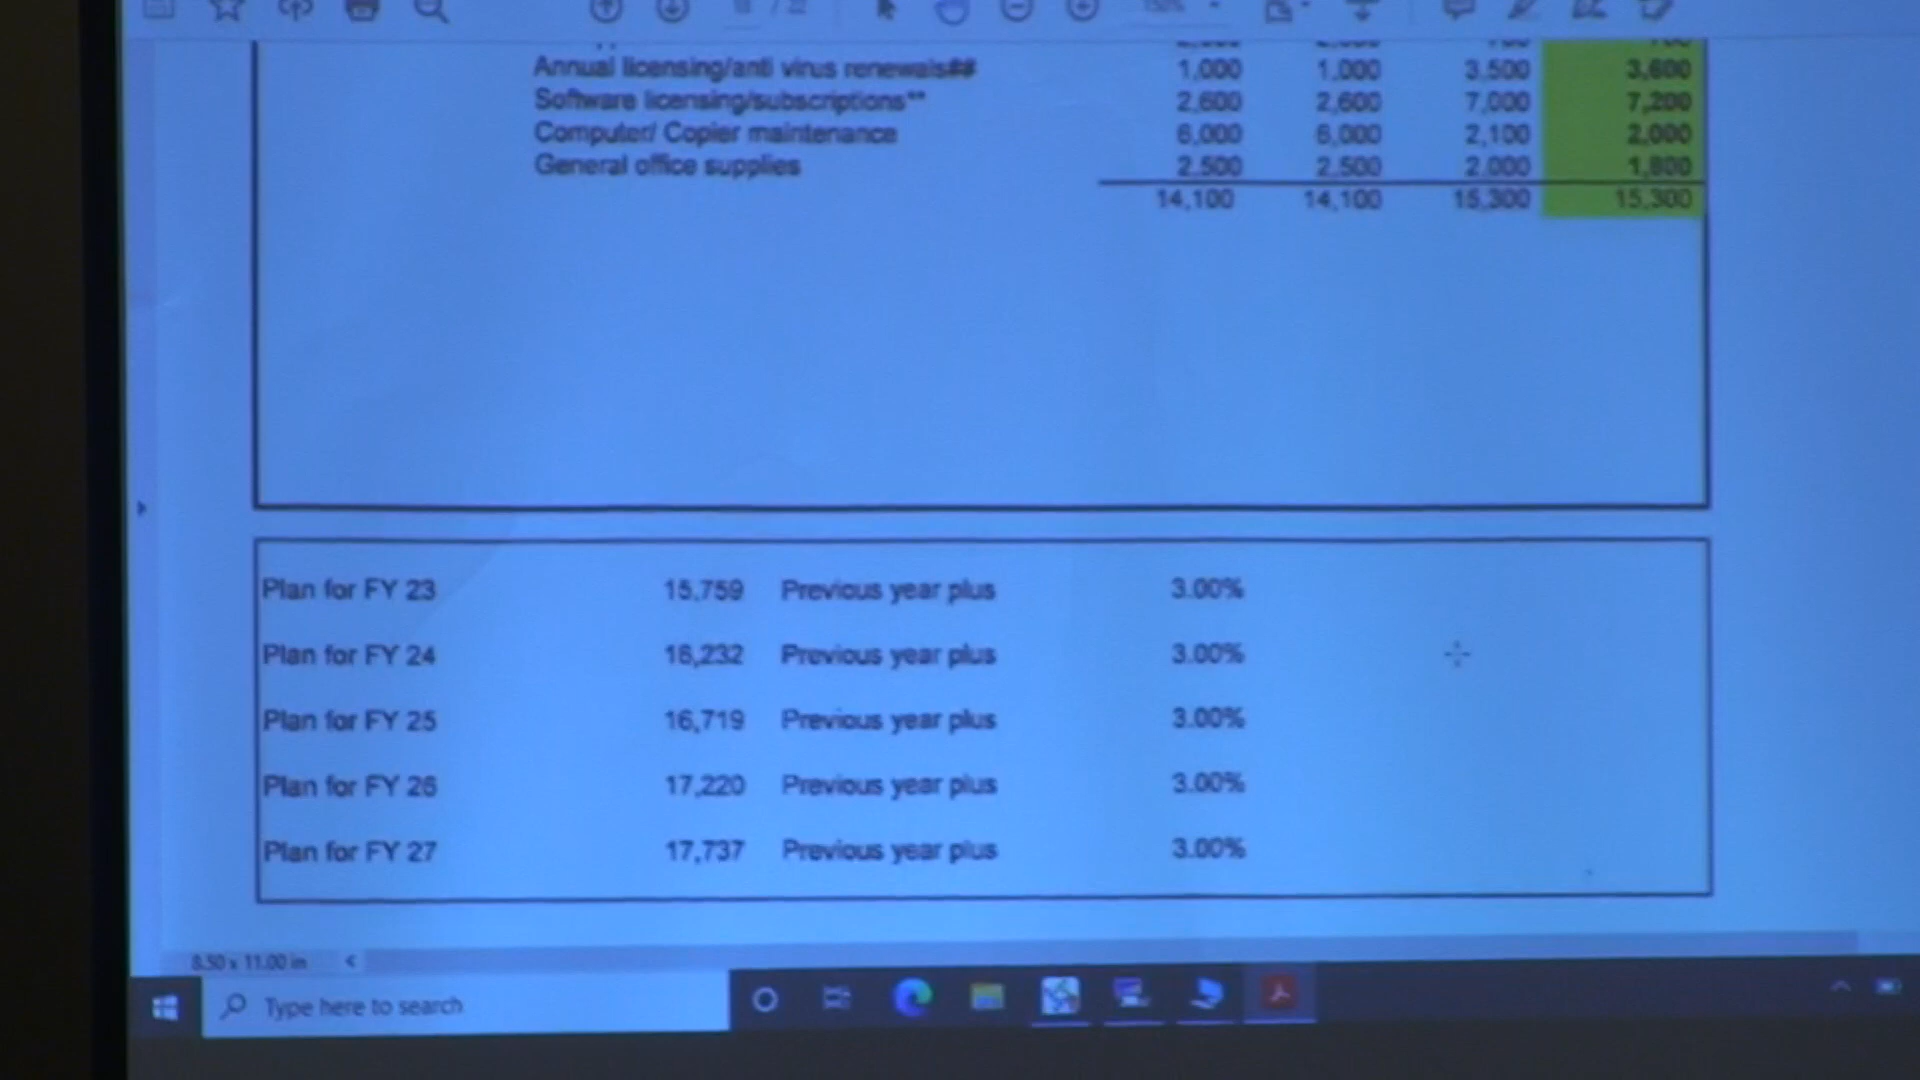 Annual licensing/anti virus renewals## 1,000 1,000 3,500 3,600
Software licensing/subscriptions** 2,600 2,600 7,000 7,200
Computer/ Copier maintenance 6,000 6,000 2,100 2,000
General office supplies 2,500 2,500 2,000 1,800
14,100 14,100 15,300 15,300
Plan for FY 23 15,759 Previous year plus 3.00%
Plan for FY 24 16,232 Previous year plus 3.00%
Plan for FY 25 16,719 Previous year plus 3.00%
Plan for FY 26 17,220 Previous year plus 3.00%
Plan for FY 27 17,737 Previous year plus 3.00%
8.50 x 11.00 in
Type here to search